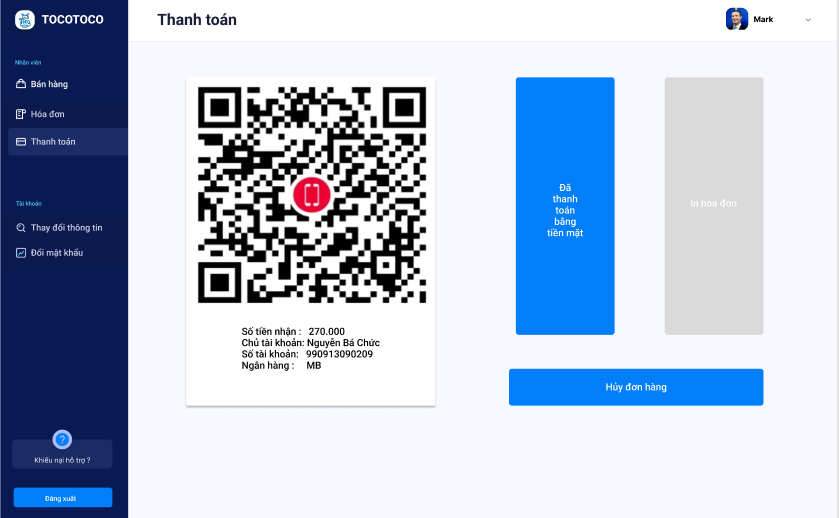 TOCOTOCO
Thanh toán
Mark
Nhân viên
Bán hàng
Hóa đơn
Thanh toán
Tài khoản
Thay đổi thông tin
Đổi mật khẩu
?
Khiếu nại hỗ trợ ?
Đăng xuất
Số tiền nhận : 270.000
Chủ tài khoản: Nguyễn Bá Chức
Số tài khoản: 990913090209
Ngân hàng : MB
Đã
thanh
toán
bằng
tiền mặt
In hóa đơn
Hủy đơn hàng